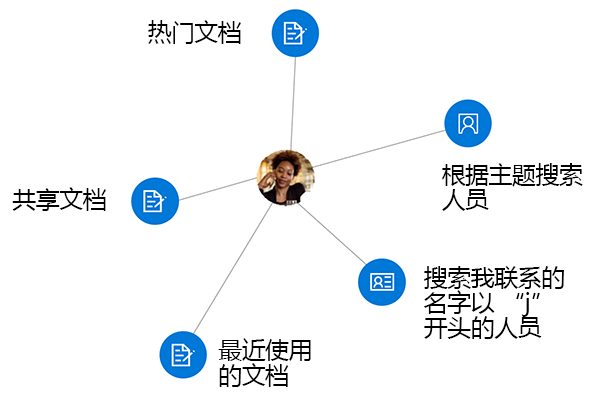 热门文档
根据主题搜索
人员
共享文档
搜索我联系的
名字以 “j”
开头的人员
最近使用
的文档